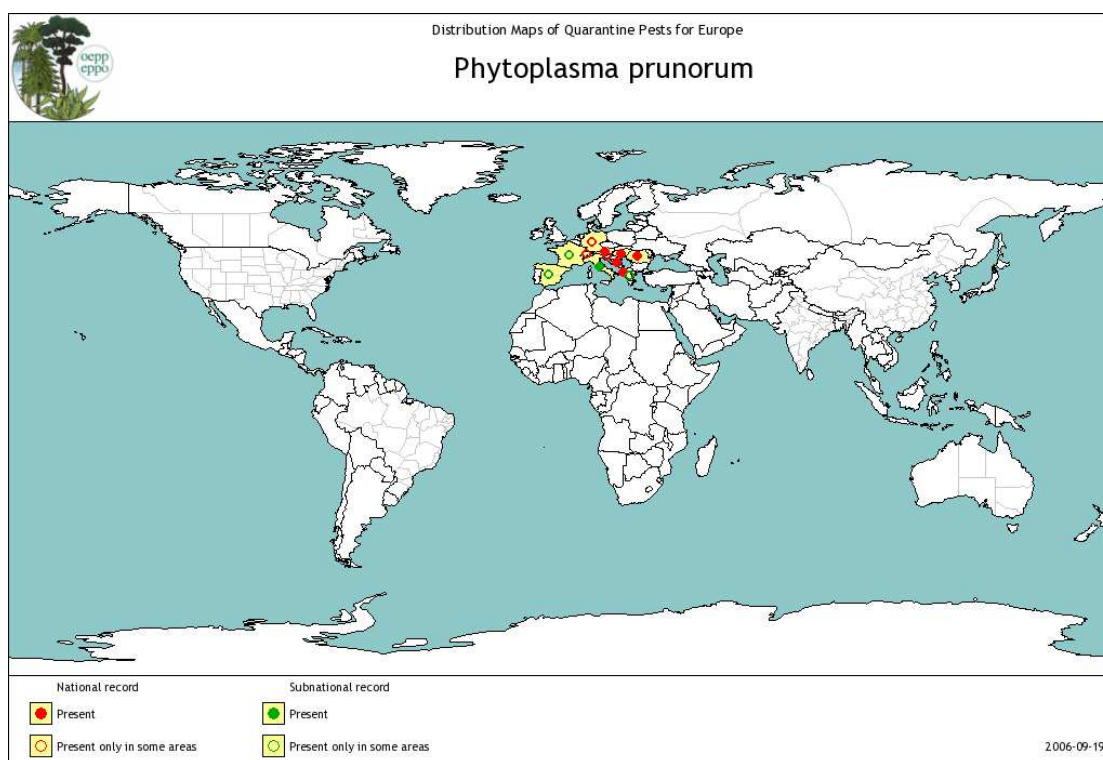 oepp
eppo
Distribution Maps of Quarantine Pests for Europe
Phytoplasma prunorum
National record
Subnational record
Present
Present
Present only in some areas
Present only in some areas
2006-09-19